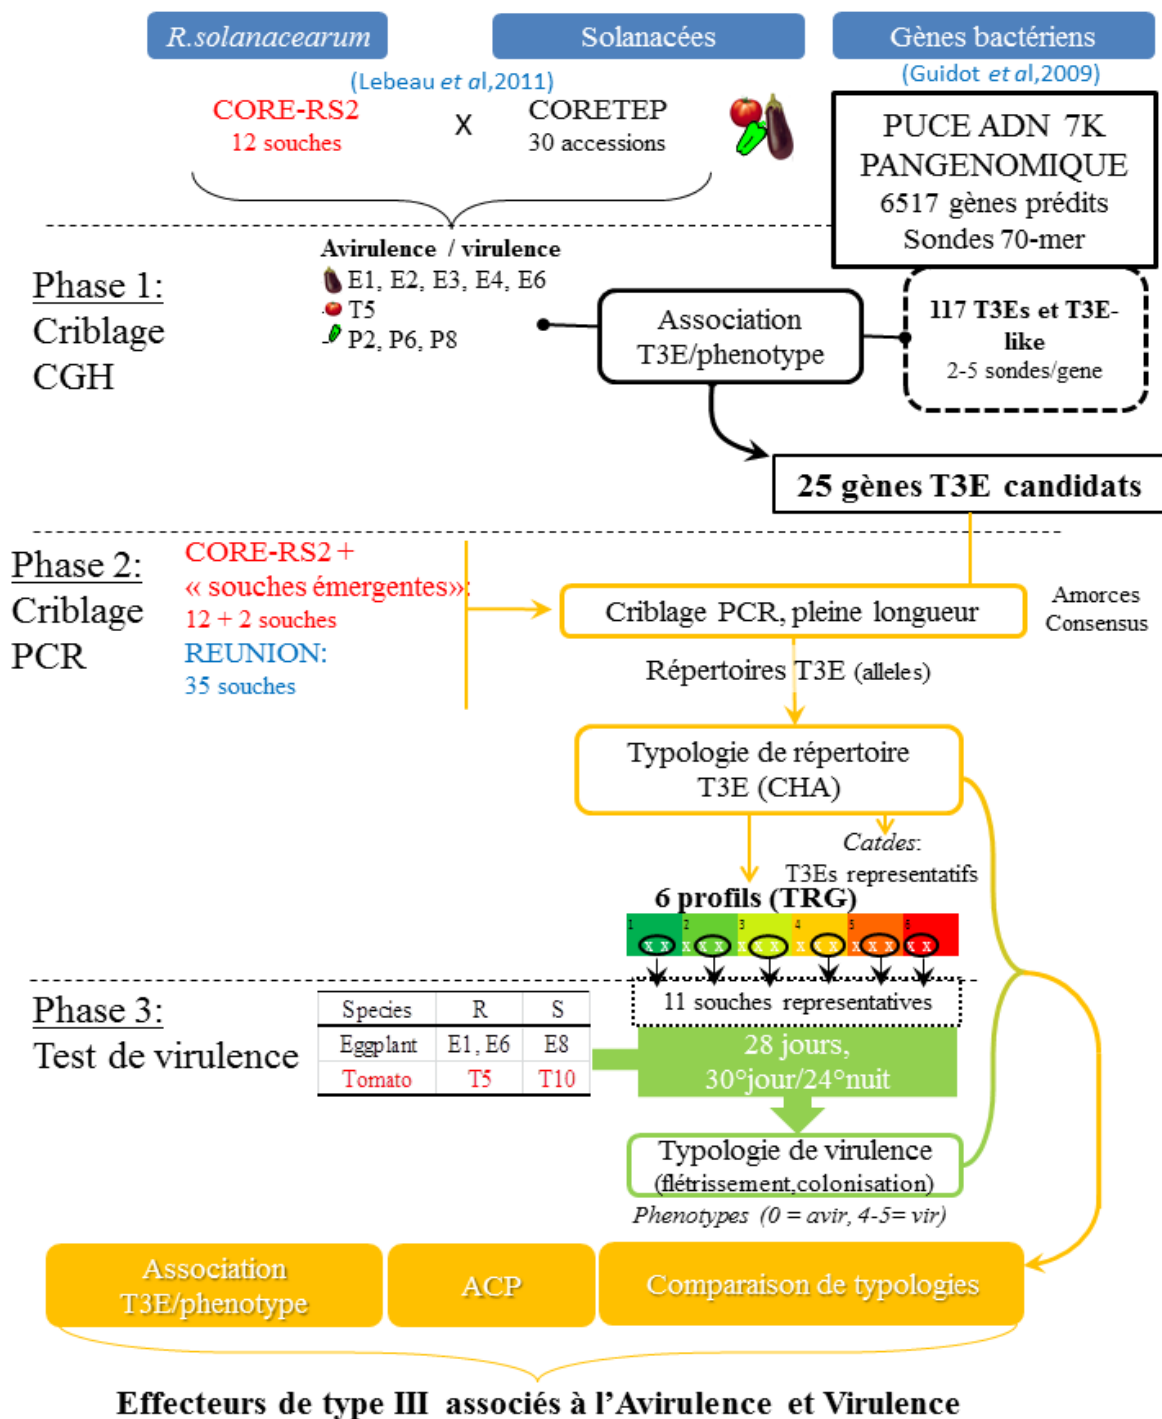 R.solanacearum
Solanacées
Gènes bactériens
(Lebeau et al,2011)
(Guidot et al,2009)
CORE-RS2
12 souches
X
CORETEP
30 accessions
PUCE ADN 7K
PANGENOMIQUE
6517 gènes prédits
Sondes 70-mer
Phase 1:
Criblage
CGH
Avirulence / virulence
E1, E2, E3, E4, E6
T5
P2, P6, P8
Association
T3E/phenotype
117 T3Es et T3E-
like
2-5 sondes/gene
25 gènes T3E candidats
Phase 2:
Criblage
PCR
CORE-RS2 +
« souches émergentes»:
12 + 2 souches
REUNION:
35 souches
Criblage PCR, pleine longueur
Amorces
Consensus
Répertoires T3E (alleles)
Typologie de répertoire
T3E (CHA)
Catdes:
T3Es representatifs
6 profils (TRG)
1 2 3 4 5 6
x x x x x x x x x x x x x x x x
Phase 3:
Test de virulence
Species R S
Eggplant E1, E6 E8
Tomato T5 T10
11 souches representatives
28 jours,
30°jour/24°nuit
Typologie de virulence
(flétrissement,colonisation)
Phenotypes (0 = avir, 4-5= vir)
Association
T3E/phenotype
ACP
Comparaison de typologies
Effecteurs de type III associés à l'Avirulence et Virulence